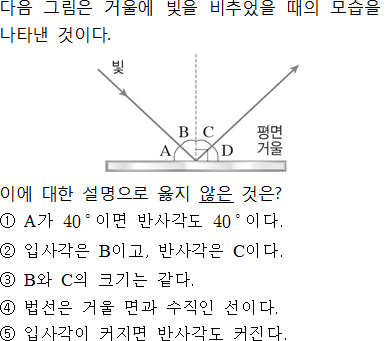 다음 그림은 거울에 빛을 비추었을 때의 모습을
나타낸 것이다.
빛
B C
A D
평면
거울
이에 대한 설명으로 옳지 않은 것은?
① A가 40°이면 반사각도 40°이다.
② 입사각은 B이고, 반사각은 C이다.
③ B와 C의 크기는 같다.
④ 법선은 거울 면과 수직인 선이다.
⑤ 입사각이 커지면 반사각도 커진다.